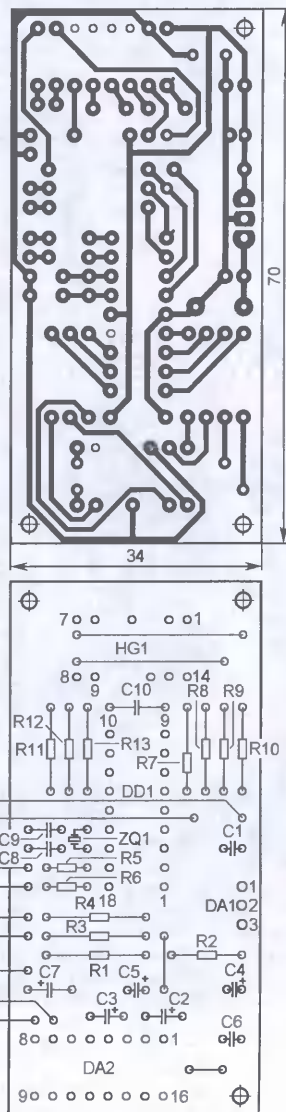 70
34
7 1
HG1
8 9 14
C10
R8 R9
R12
10 9
R11 R13 R7 R10
DD1
C9 ZQ1 C1
C8 R5
R6
R4 18 1 1
DA1 2
R3 3
R1 R2
C7 C5 C4
C3 C2
C6
8 1
DA2
9 16
+ + + + +